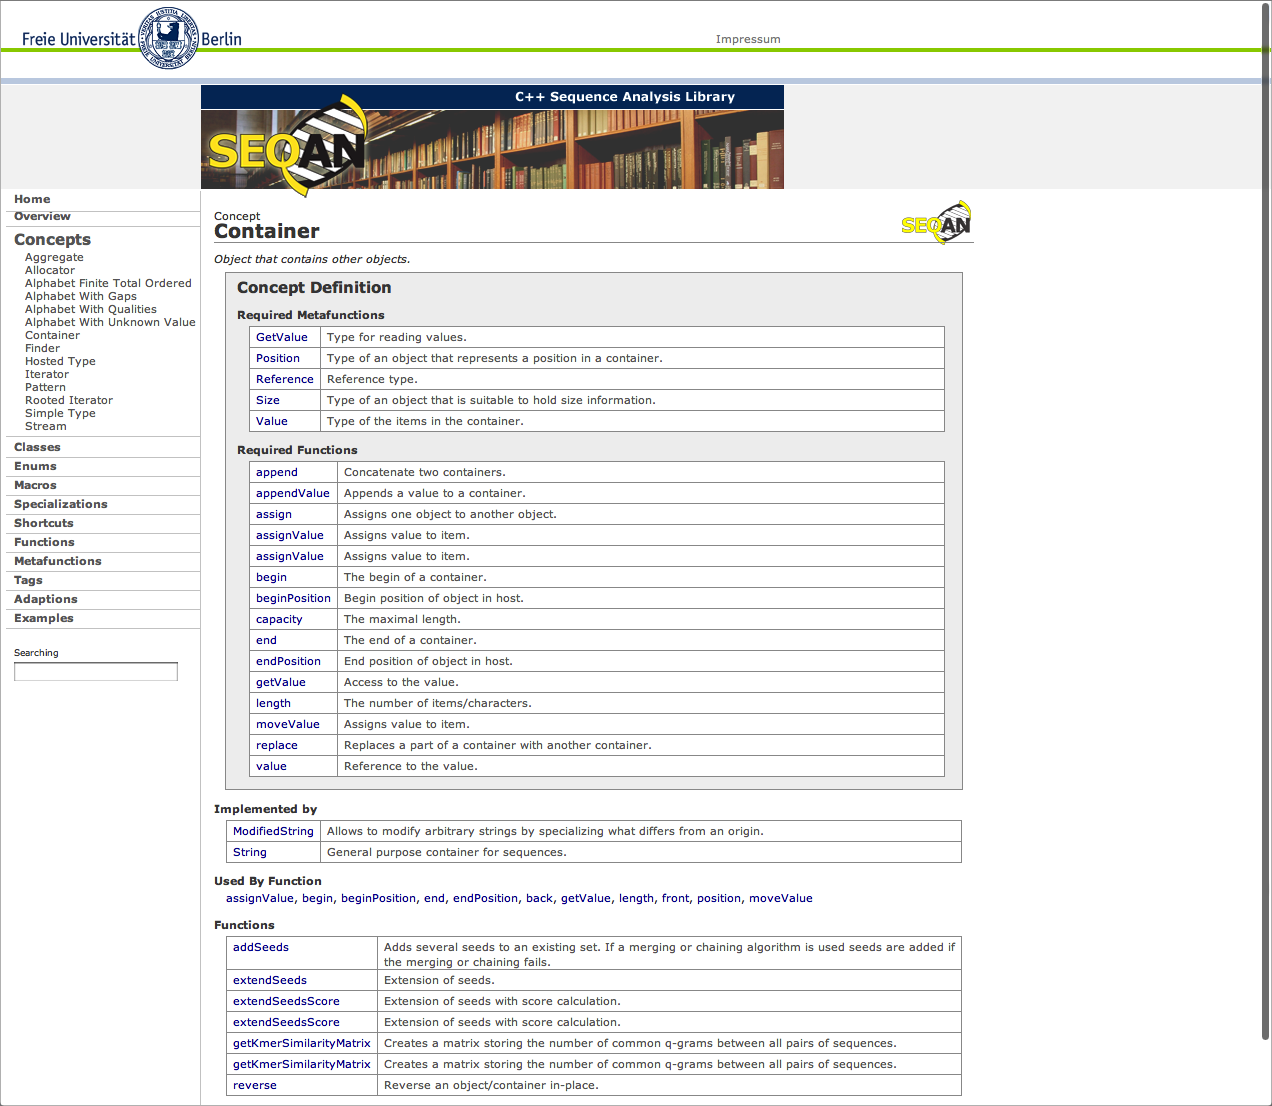 Freie Universität Berlin
Impressum
C++ Sequence Analysis Library
SEQAN
Home
Overview
Concepts
Aggregate
Allocator
Alphabet Finite Total Ordered
Alphabet With Gaps
Alphabet With Qualities
Alphabet With Unknown Value
Container
Finder
Hosted Type
Iterator
Pattern
Rooted Iterator
Simple Type
Stream
Classes
Enums
Macros
Specializations
Shortcuts
Functions
Metafunctions
Tags
Adaptions
Examples
Searching
Concept
Container
SEQAN
Object that contains other objects.
Concept Definition
Required Metafunctions
GetValue Type for reading values.
Position Type of an object that represents a position in a container.
Reference Reference type.
Size Type of an object that is suitable to hold size information.
Value Type of the items in the container.
Required Functions
append Concatenate two containers.
appendValue Appends a value to a container.
assign Assigns one object to another object.
assignValue Assigns value to item.
assignValue Assigns value to item.
begin The begin of a container.
beginPosition Begin position of object in host.
capacity The maximal length.
end The end of a container.
endPosition End position of object in host.
getValue Access to the value.
length The number of items/characters.
moveValue Assigns value to item.
replace Replaces a part of a container with another container.
value Reference to the value.
Implemented by
ModifiedString Allows to modify arbitrary strings by specializing what differs from an origin.
String General purpose container for sequences.
Used By Function
assignValue, begin, beginPosition, end, endPosition, back, getValue, length, front, position, moveValue
Functions
addSeeds Adds several seeds to an existing set. If a merging or chaining algorithm is used seeds are added if
the merging or chaining fails.
extendSeeds Extension of seeds.
extendSeedsScore Extension of seeds with score calculation.
extendSeedsScore Extension of seeds with score calculation.
getKmerSimilarityMatrix Creates a matrix storing the number of common q-grams between all pairs of sequences.
getKmerSimilarityMatrix Creates a matrix storing the number of common q-grams between all pairs of sequences.
reverse Reverse an object/container in-place.